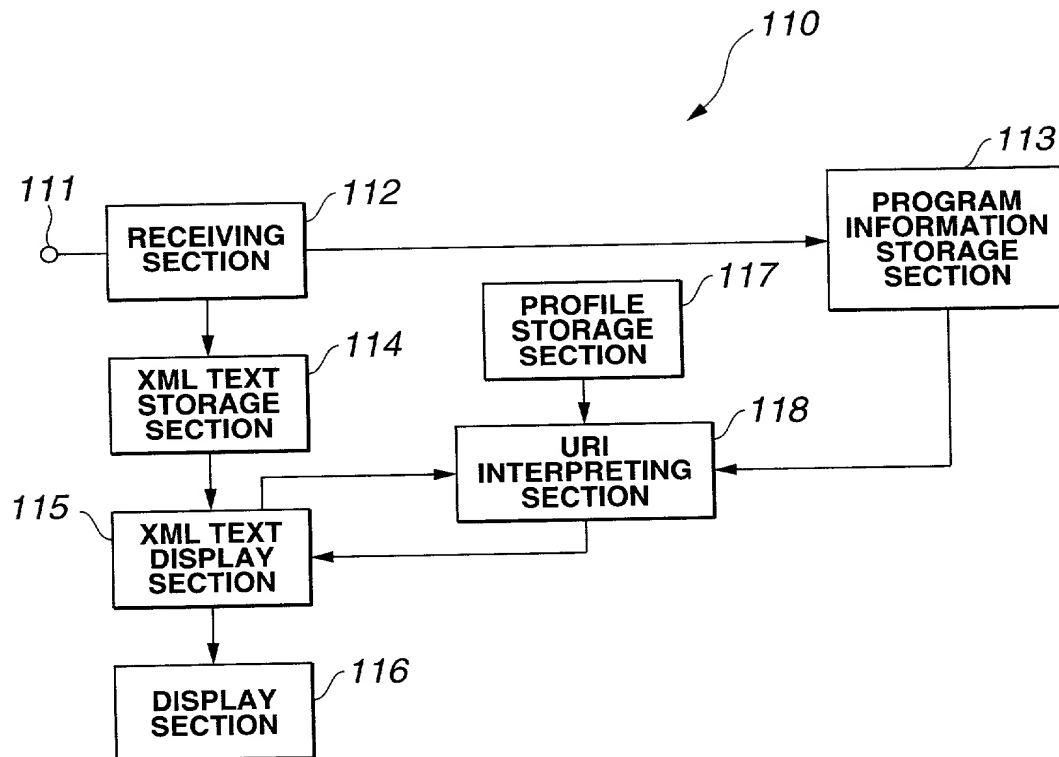 110
111
112
RECEIVING
SECTION
113
PROGRAM
INFORMATION
STORAGE
SECTION
117
PROFILE
STORAGE
SECTION
114
XML TEXT
STORAGE
SECTION
118
URI
INTERPRETING
SECTION
115
XML TEXT
DISPLAY
SECTION
116
DISPLAY
SECTION